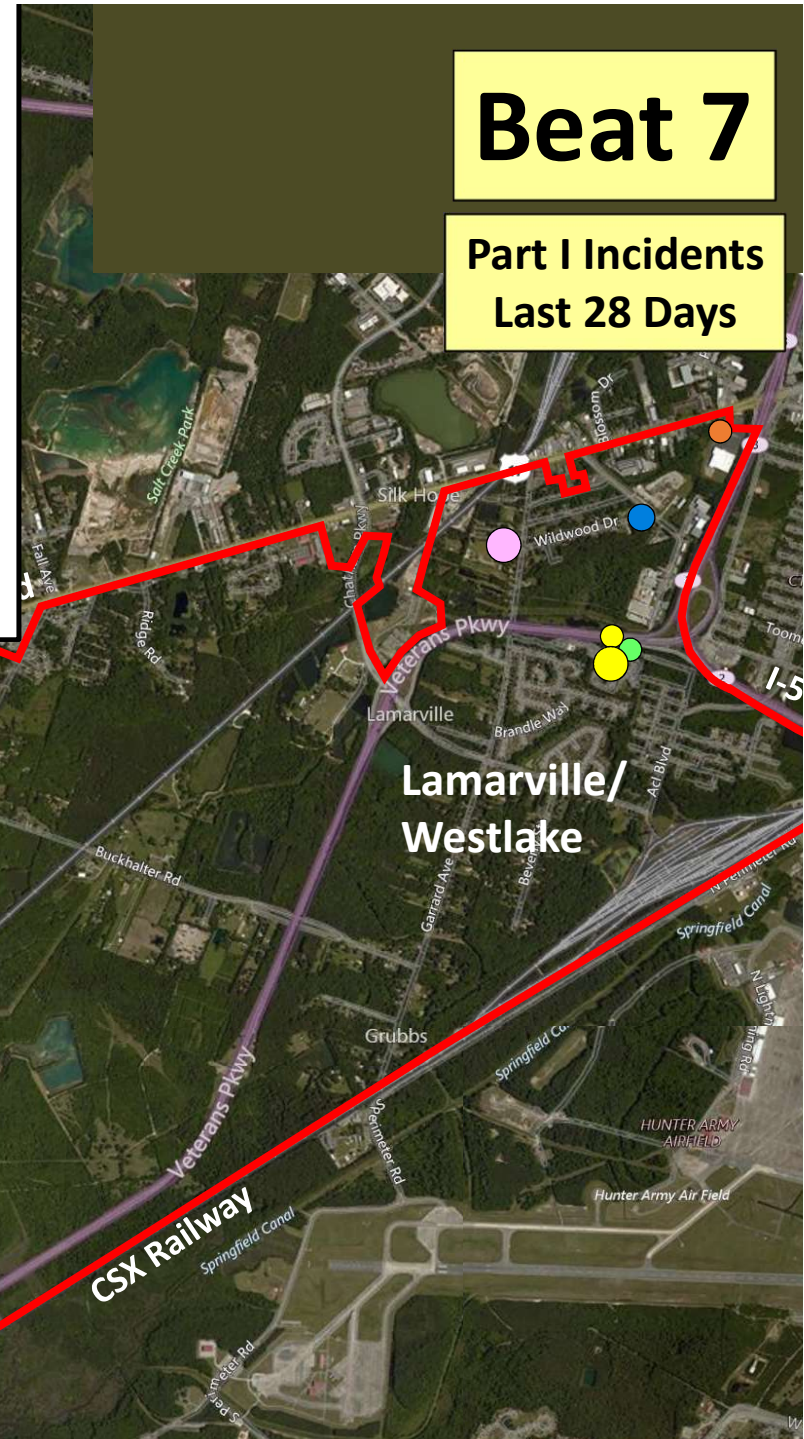 Beat 7
Part I Incidents
Last 28 Days
Blossom Dr
Salt Creek Park
Silk Hope
Wildwood Dr
Fall Ave
d
Ridge Rd
Veterans Pkwy
Lamarville
Brandle Way
I-5
2
Acl Blvd
Lamarville/
Westlake
Buckhalter Rd
Garrard Ave
N Perimeter Rd
Springfield Canal
Grubbs
Veterans Pkwy
S Perimeter Rd
HUNTER ARMY
AIRFIELD
Hunter Army Air Field
CSX Railway
Springfield Canal
S Perimeter Rd